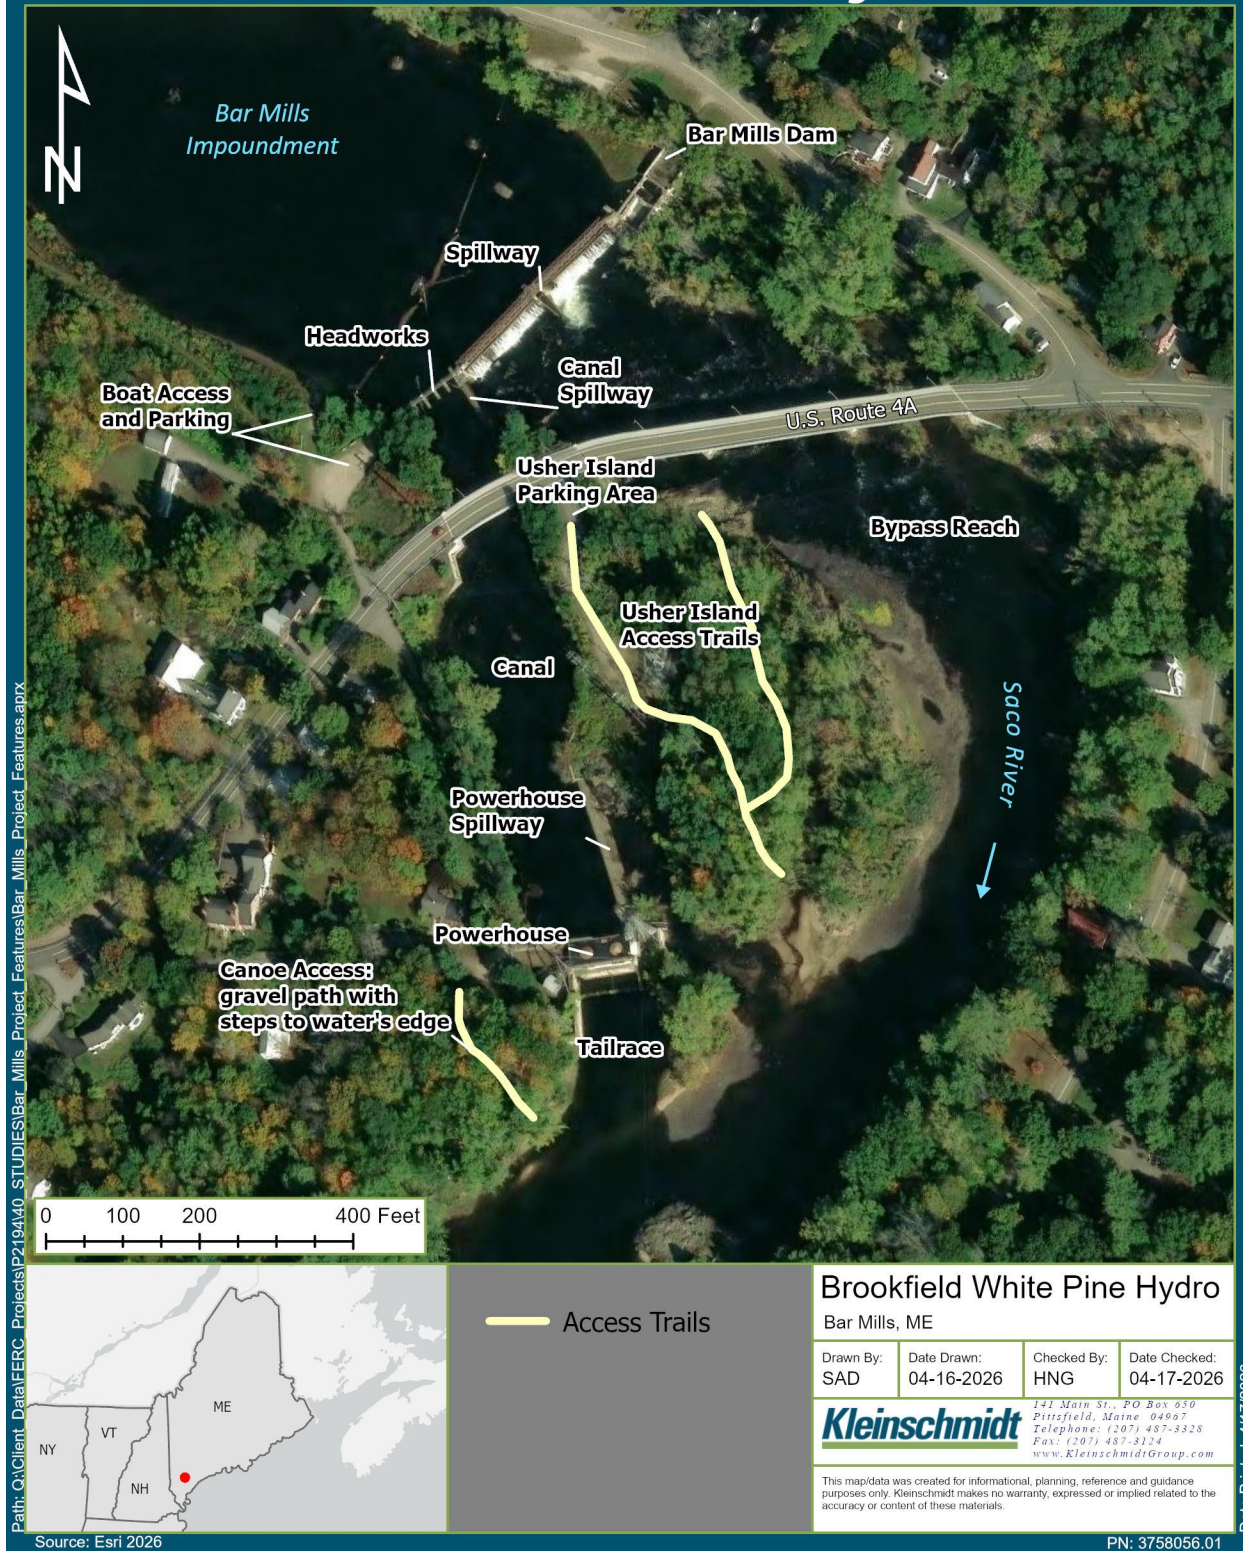 N
Bar Mills
Impoundment
Bar Mills Dam
Spillway
Headworks
Canal
Spillway
Boat Access
and Parking
U.S. Route 4A
Usher Island
Parking Area
Bypass Reach
Usher Island
Access Trails
Canal
Saco River
Powerhouse
Spillway
Powerhouse
Canoe Access:
gravel path with
steps to water's edge
Tailrace
0 100 200 400 Feet
Path: Q:\Client_Data\FERC_Projects\P2194\40_STUDIES\Bar_Mills_Project_Features\Bar_Mills_Project_Features.aprx
ME
VT
NY
NH
Access Trails
Brookfield White Pine Hydro
Bar Mills, ME
Drawn By: Date Drawn: Checked By: Date Checked:
SAD 04-16-2026 HNG 04-17-2026
Kleinschmidt
141 Main St., PO Box 650
Pittsfield, Maine 04967
Telephone: (207) 487-3328
Fax: (207) 487-3124
www.KleinschmidtGroup.com
This map/data was created for informational, planning, reference and guidance
purposes only. Kleinschmidt makes no warranty, expressed or implied related to the
accuracy or content of these materials.
Source: Esri 2026
PN: 3758056.01